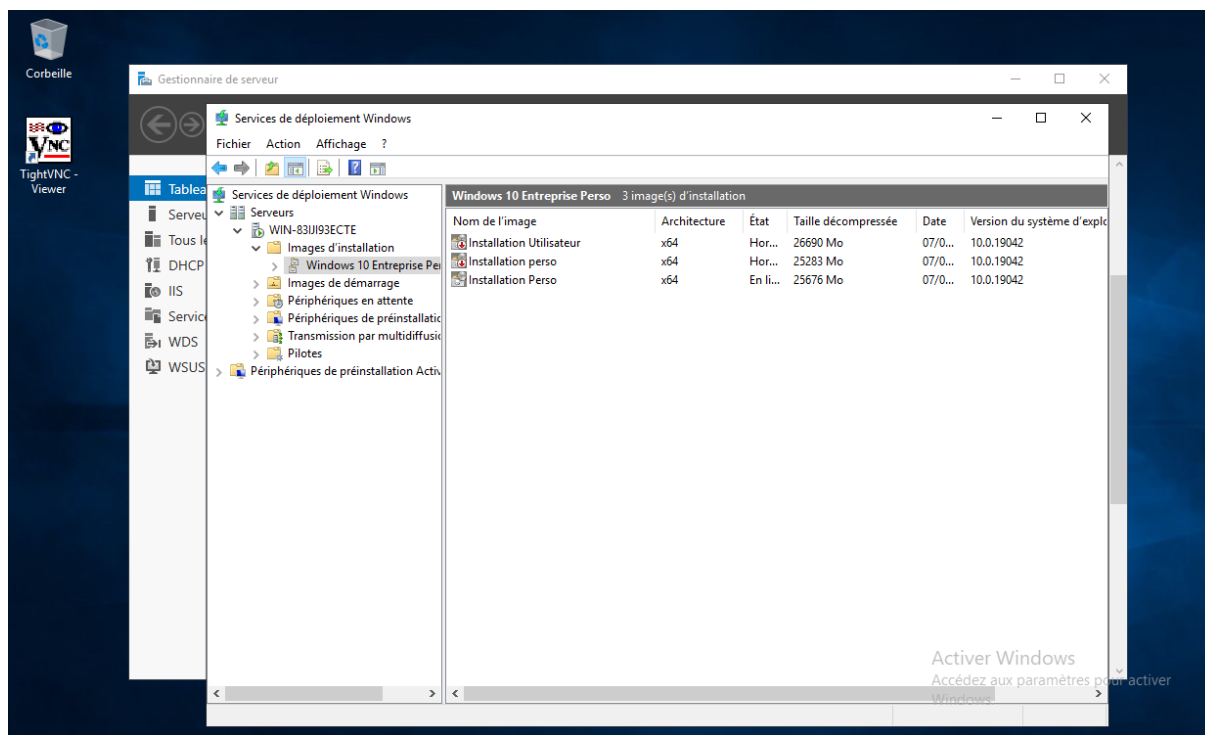 Corbeille
VNC
TightVNC -
Viewer
Gestionnaire de serveur
Tablea
Serveu
Tous le
DHCP
IIS
Service
WDS
WSUS
Services de déploiement Windows
Fichier Action Affichage ?
Services de déploiement Windows
Serveurs
WIN-83IJI93ECTE
Images d'installation
Windows 10 Entreprise Per
Images de démarrage
Périphériques en attente
Périphériques de préinstallatic
Transmission par multidiffusic
Pilotes
Périphériques de préinstallation Activ
Windows 10 Entreprise Perso 3 image(s) d'installation
Nom de l'image Architecture État Taille décompressée Date Version du système d'explc
Installation Utilisateur x64 Hor... 26690 Mo 07/0... 10.0.19042
Installation perso x64 Hor... 25283 Mo 07/0... 10.0.19042
Installation Perso x64 En li... 25676 Mo 07/0... 10.0.19042
Activer Windows
Accédez aux paramètres pour activer
Windows.